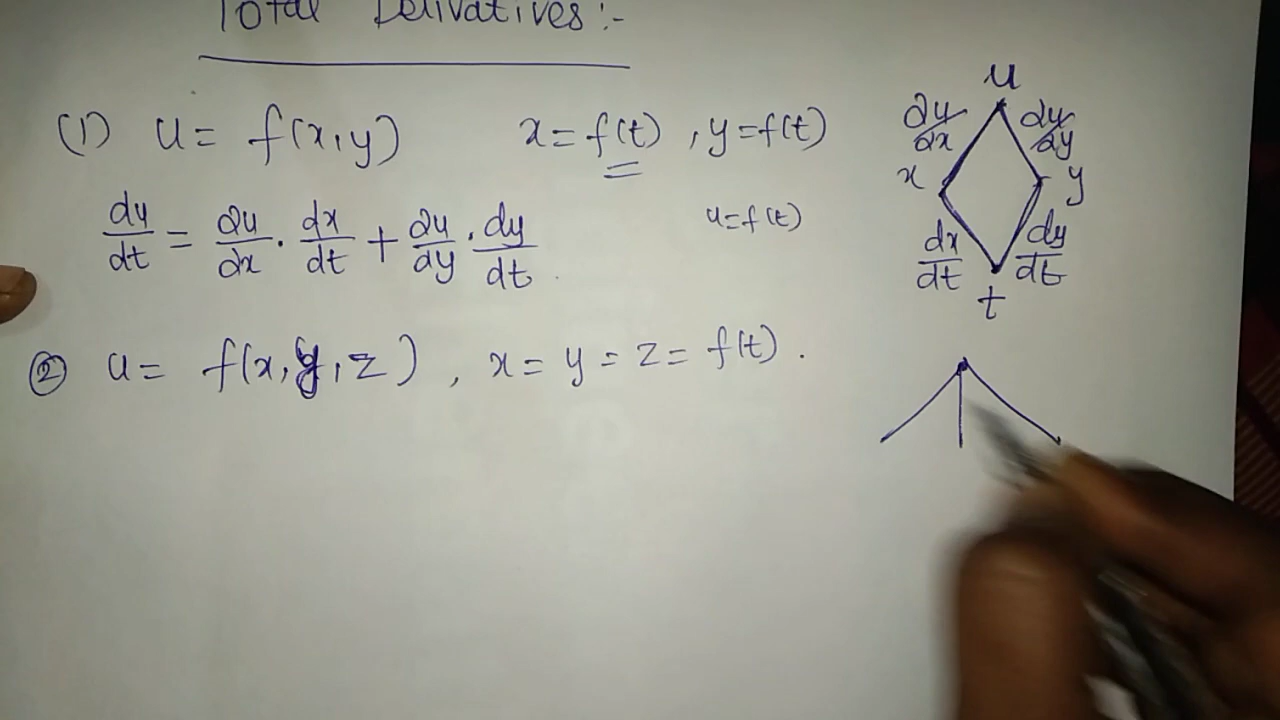 Total Derivatives:-
(1) u = f(x,y) x = f(t), y = f(t)
du/dt = ∂u/∂x · dx/dt + ∂u/∂y · dy/dt
u = f(t)
② u = f(x, y, z), x = y = z = f(t).
u
∂u/∂x ∂u/∂y
x y
dx/dt dy/dt
t